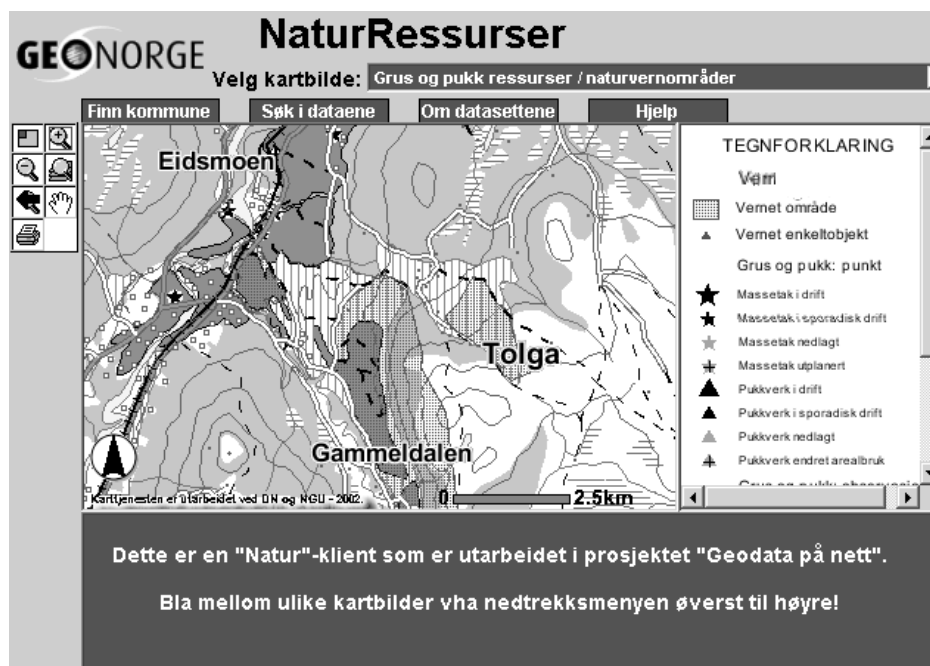 GEONORGE
NaturRessurser
Velg kartbilde: Grus og pukk ressurser / naturvernområder
Finn kommune Søk i dataene Om datasettene Hjelp
Eidsmoen
Tolga
Gammeldalen
Karttjenesten er utarbeidet ved DN og NGU - 2002.
0 2.5km
TEGNFORKLARING
Vern
Vernet område
Vernet enkeltobjekt
Grus og pukk: punkt
Massetak i drift
Massetak i sporadisk drift
Massetak nedlagt
Massetak utplanert
Pukkverk i drift
Pukkverk i sporadisk drift
Pukkverk nedlagt
Pukkverk endret arealbruk
Dette er en "Natur"-klient som er utarbeidet i prosjektet "Geodata på nett".
Bla mellom ulike kartbilder vha nedtrekksmenyen øverst til høyre!